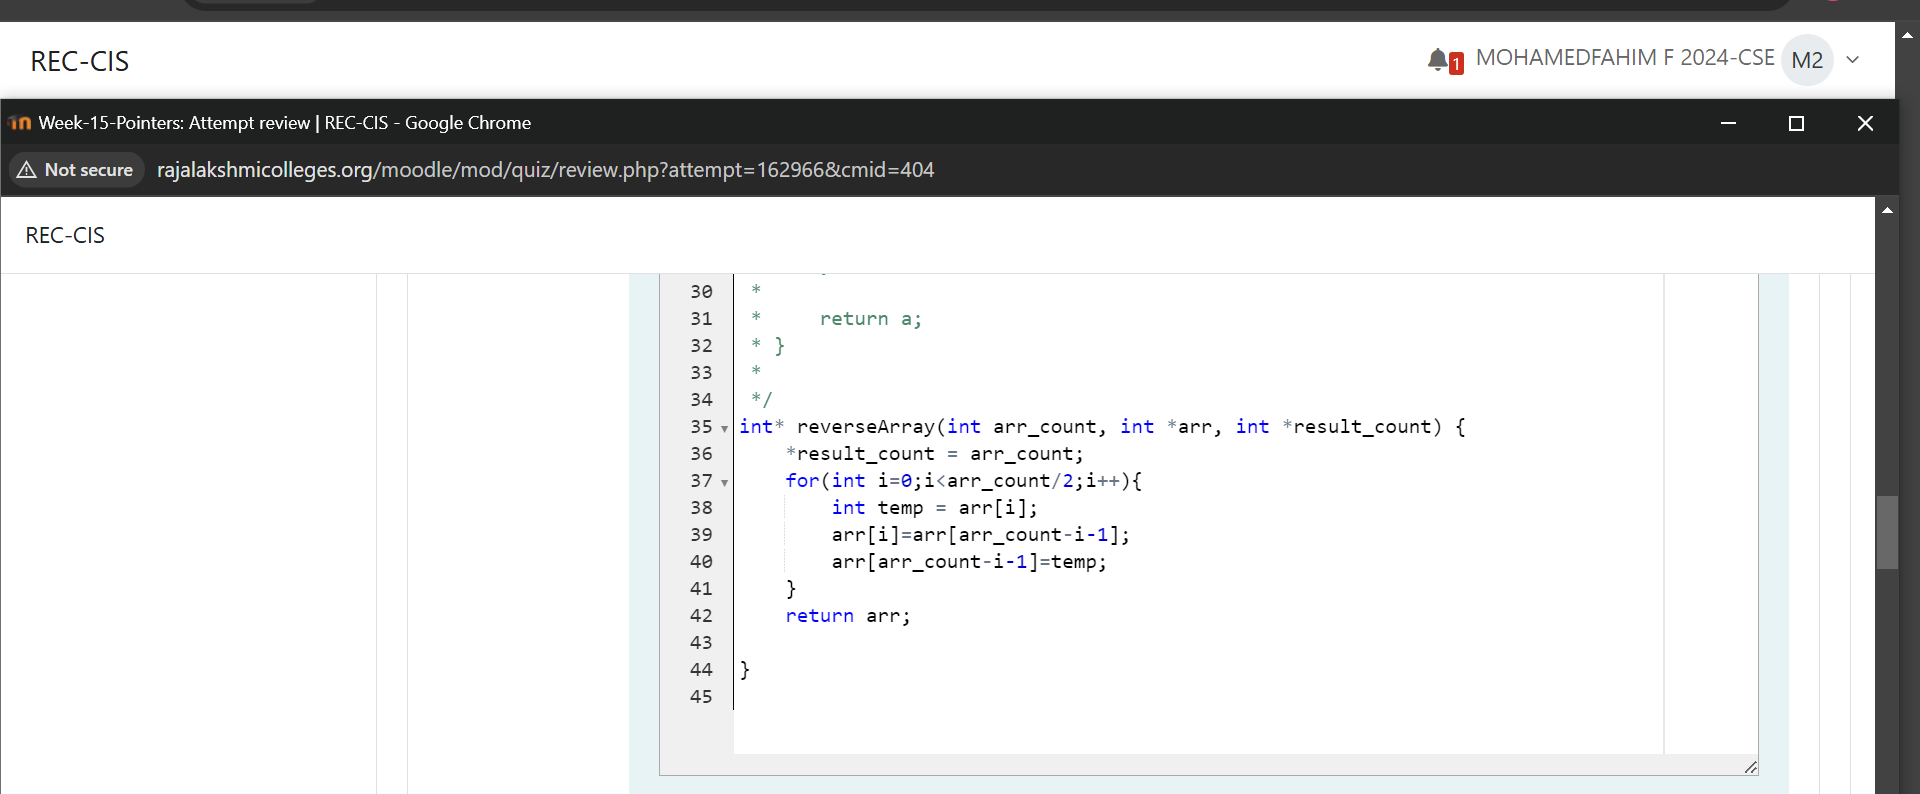 REC-CIS
1 MOHAMEDFAHIM F 2024-CSE M2
Week-15-Pointers: Attempt review | REC-CIS - Google Chrome
Not secure rajalakshmicolleges.org/moodle/mod/quiz/review.php?attempt=162966&cmid=404
REC-CIS
30 *
31 *     return a;
32 * }
33 *
34 */
35 int* reverseArray(int arr_count, int *arr, int *result_count) {
36     *result_count = arr_count;
37     for(int i=0;i<arr_count/2;i++){
38         int temp = arr[i];
39         arr[i]=arr[arr_count-i-1];
40         arr[arr_count-i-1]=temp;
41     }
42     return arr;
43
44 }
45